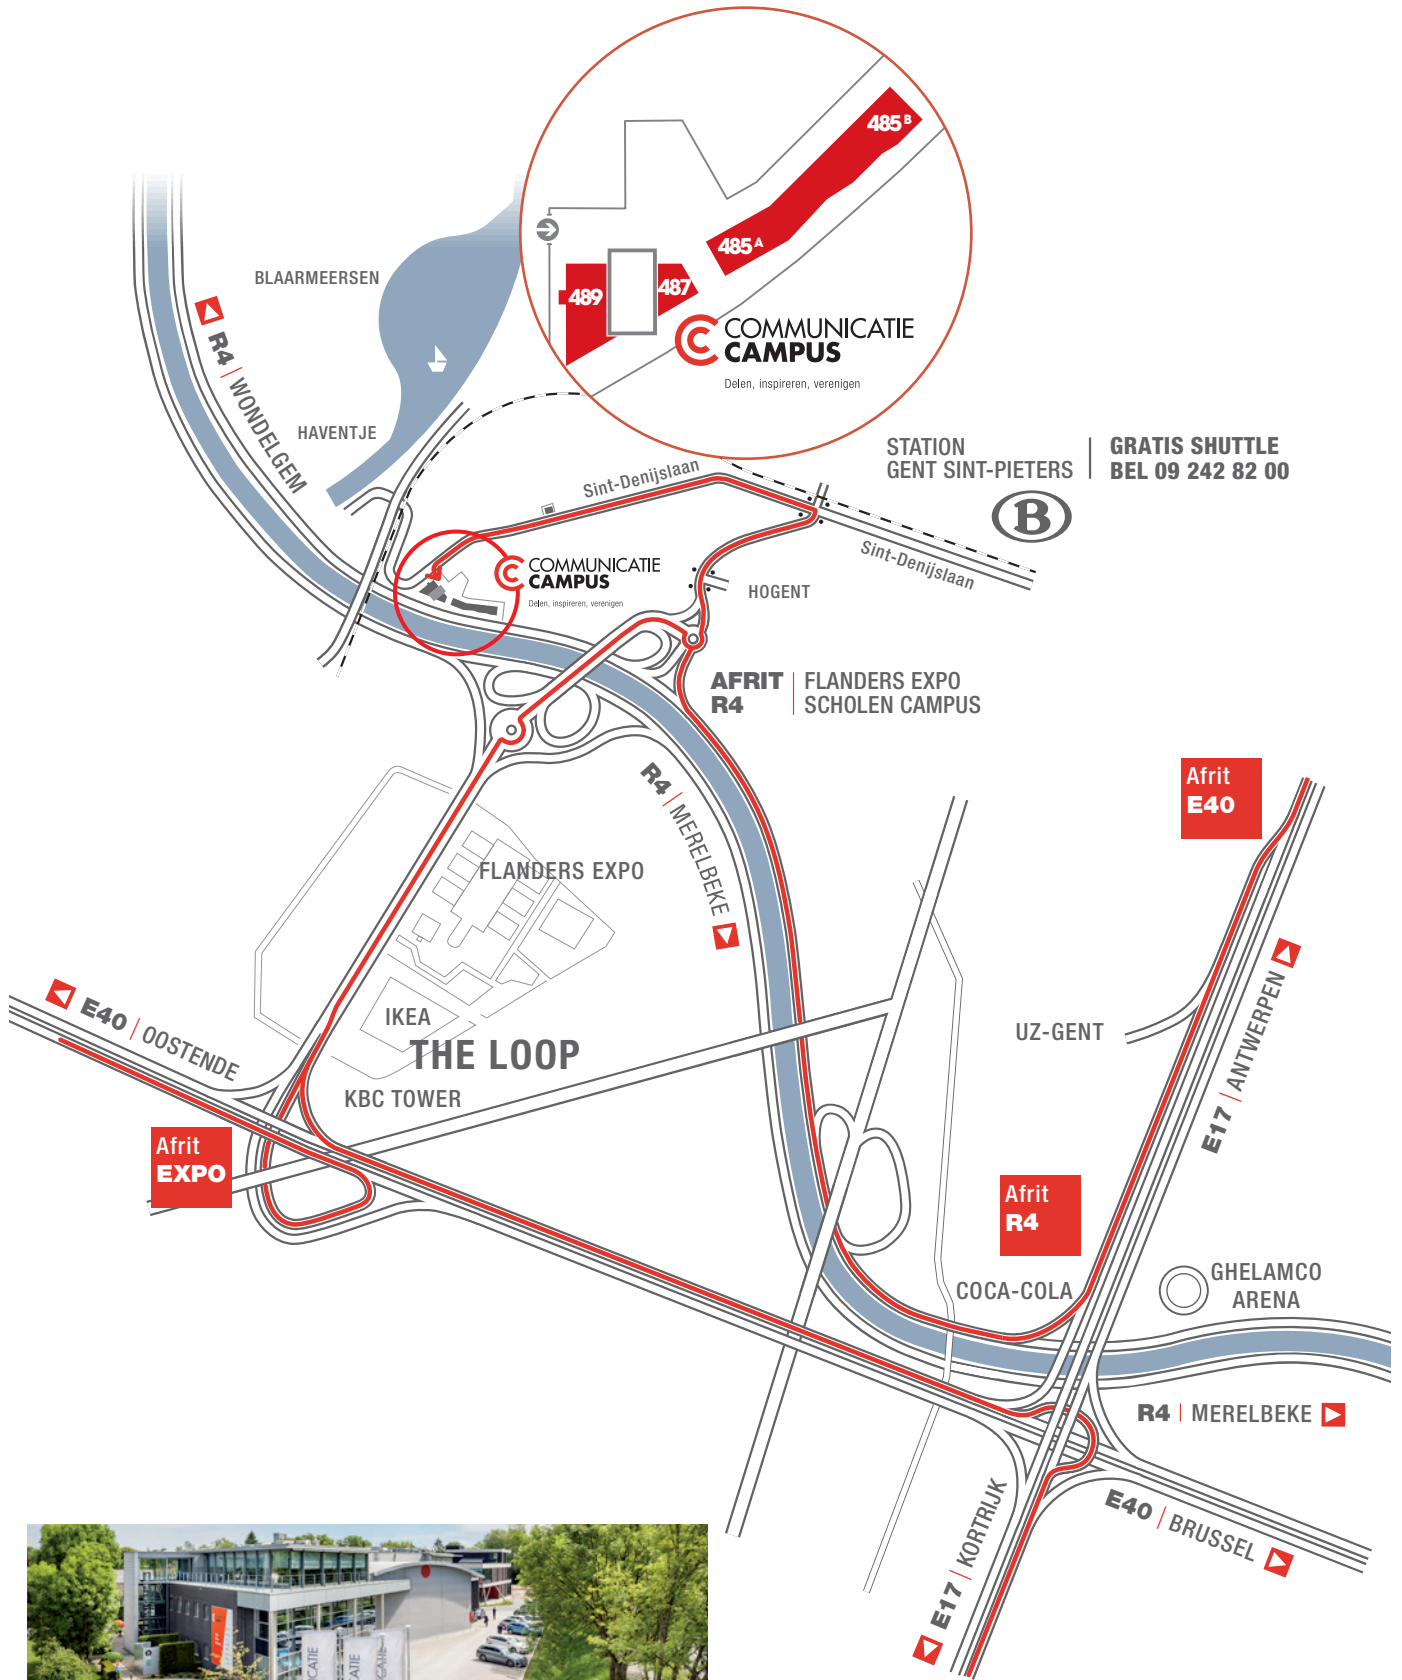 485 B
485 A
489
487
COMMUNICATIE
CAMPUS
Delen, inspireren, verenigen
BLAARMEERSEN
R4 | WONDELGEM
HAVENTJE
STATION
GENT SINT-PIETERS
GRATIS SHUTTLE
BEL 09 242 82 00
B
Sint-Denijslaan
Sint-Denijslaan
COMMUNICATIE
CAMPUS
Delen, inspireren, verenigen
HOGENT
AFRIT
R4
FLANDERS EXPO
SCHOLEN CAMPUS
R4 | MERELBEKE
Afrit
E40
FLANDERS EXPO
E40 | OOSTENDE
IKEA
THE LOOP
KBC TOWER
UZ-GENT
E17 | ANTWERPEN
Afrit
EXPO
Afrit
R4
COCA-COLA
GHELAMCO
ARENA
R4 | MERELBEKE
E17 | KORTRIJK
E40 | BRUSSEL
ICATIE
ATIE
ICATIE